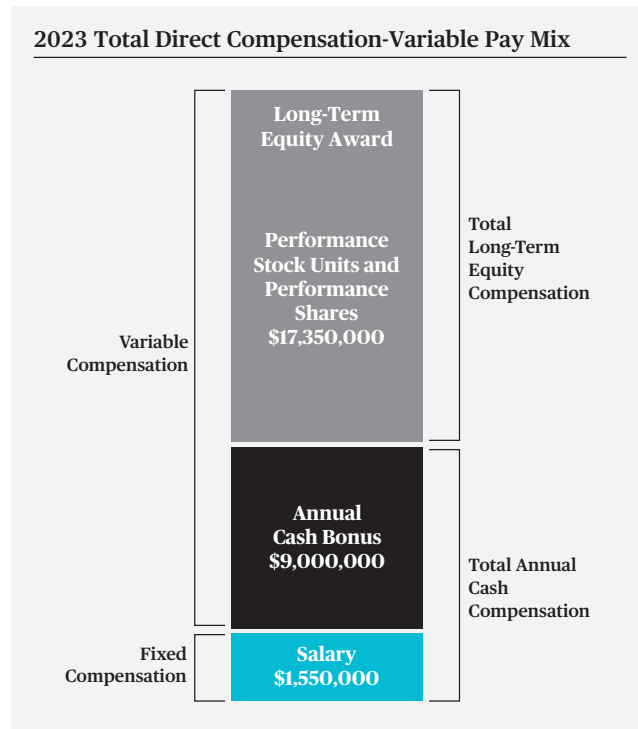 2023 Total Direct Compensation-Variable Pay Mix
Long-Term
Equity Award
Performance
Stock Units and
Performance
Shares
$17,350,000
Total
Long-Term
Equity
Compensation
Variable
Compensation
Annual
Cash Bonus
$9,000,000
Total Annual
Cash
Compensation
Fixed
Compensation
Salary
$1,550,000